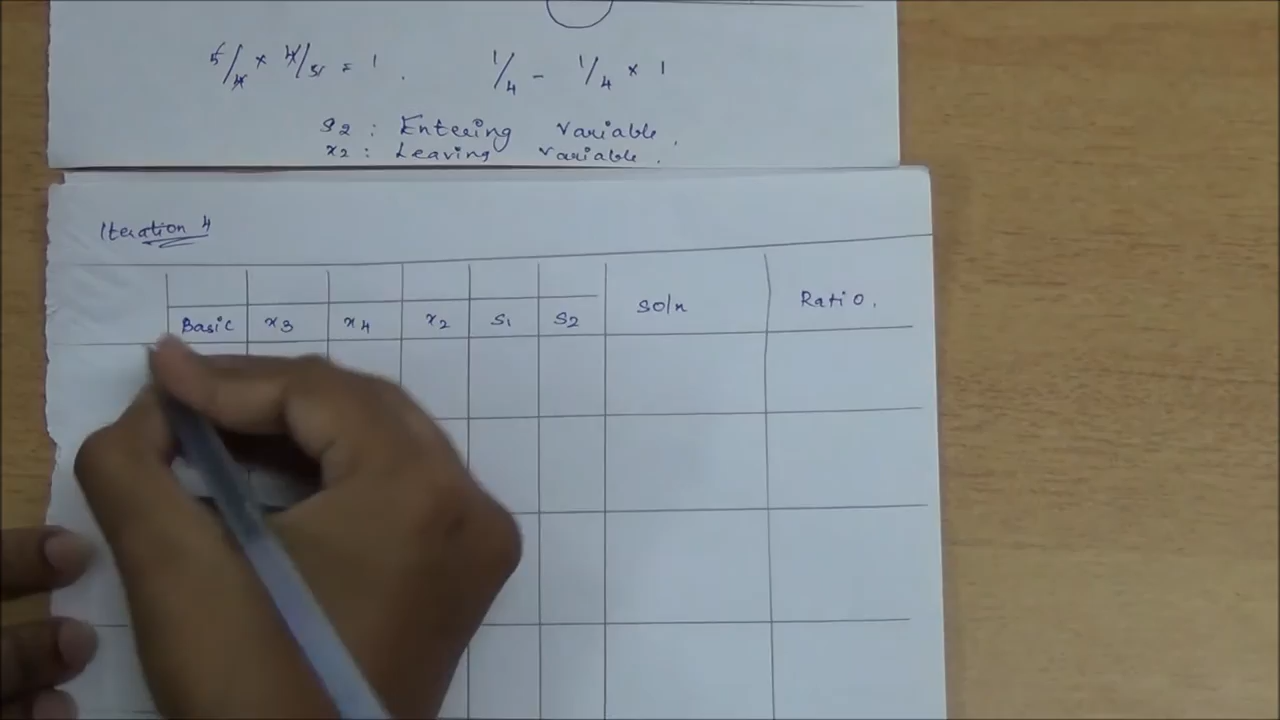 5/4 × 4/5 = 1 . 1/4 - 1/4 × 1
S2 : Entering variable .
x2 : Leaving variable .
Iteration 4
Basic x3 x4 x2 S1 S2 Soln Ratio.